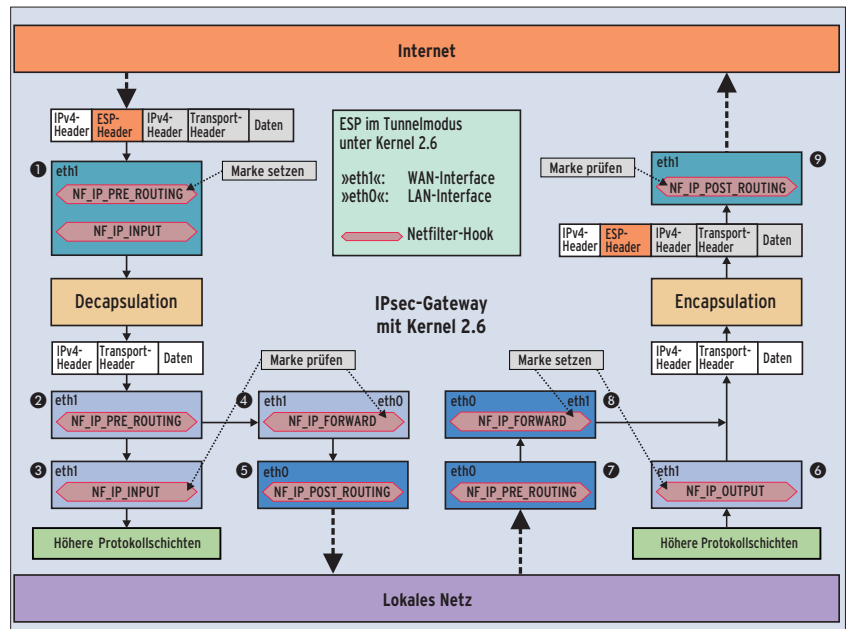 Internet
IPv4-
Header
ESP-
Header
IPv4-
Header
Transport-
Header
Daten
ESP im Tunnelmodus
unter Kernel 2.6
»eth1«: WAN-Interface
»eth0«: LAN-Interface
Netfilter-Hook
1
eth1
NF_IP_PRE_ROUTING
NF_IP_INPUT
Marke setzen
9
eth1
NF_IP_POST_ROUTING
Marke prüfen
IPv4-
Header
ESP-
Header
IPv4-
Header
Transport-
Header
Daten
Decapsulation
IPsec-Gateway
mit Kernel 2.6
Encapsulation
IPv4-
Header
Transport-
Header
Daten
Marke prüfen
Marke setzen
IPv4-
Header
Transport-
Header
Daten
2
eth1
NF_IP_PRE_ROUTING
4
eth1 eth0
NF_IP_FORWARD
eth0 eth1
NF_IP_FORWARD
8
3
eth1
NF_IP_INPUT
5
eth0
NF_IP_POST_ROUTING
eth0
NF_IP_PRE_ROUTING
7
eth1
NF_IP_OUTPUT
6
Höhere Protokollschichten
Höhere Protokollschichten
Lokales Netz